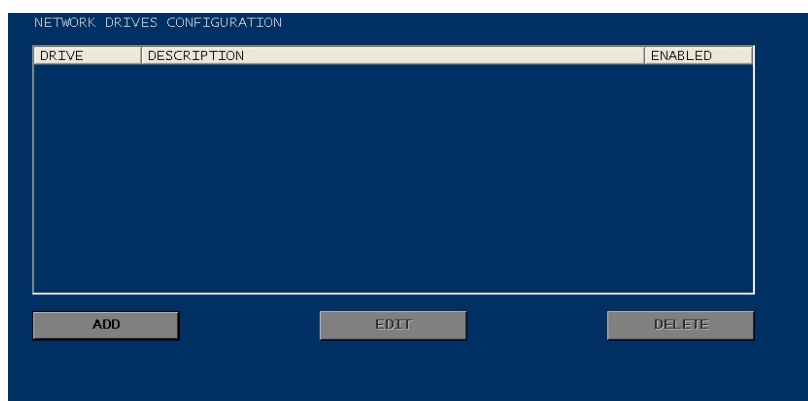 NETWORK DRIVES CONFIGURATION
DRIVE DESCRIPTION ENABLED
ADD EDIT DELETE